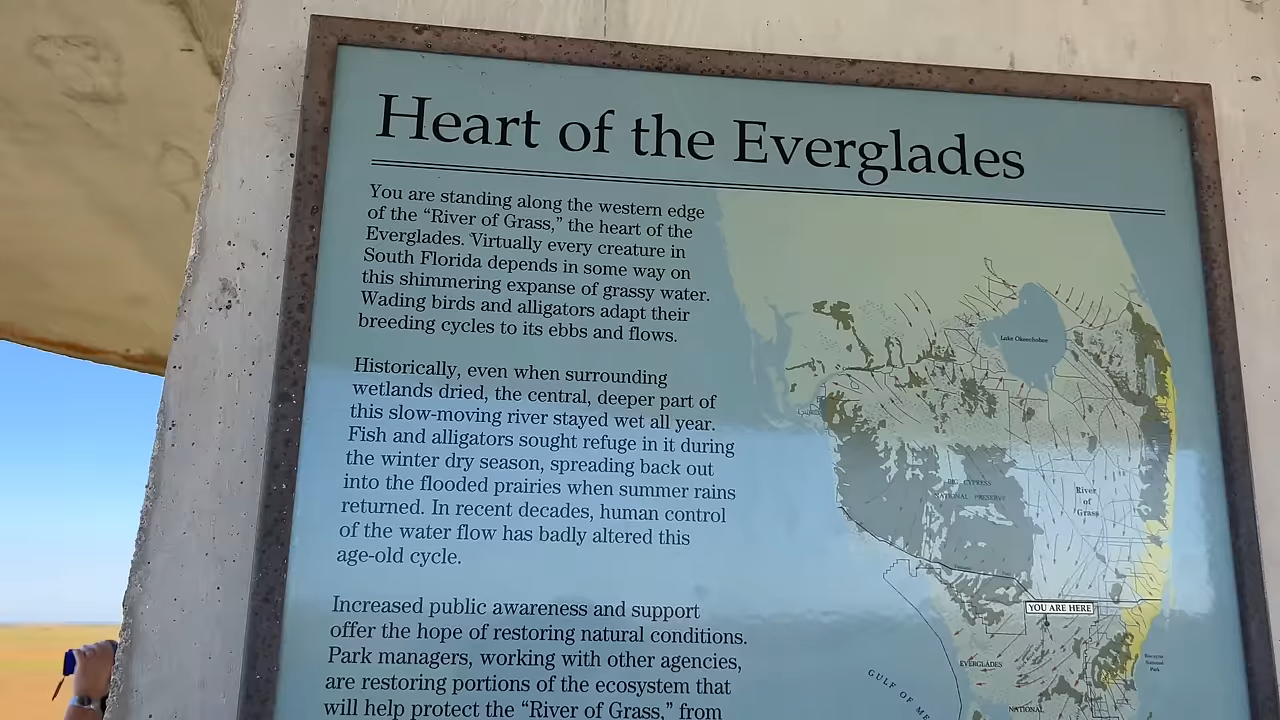 Heart of the Everglades
You are standing along the western edge
of the “River of Grass,” the heart of the
Everglades. Virtually every creature in
South Florida depends in some way on
this shimmering expanse of grassy water.
Wading birds and alligators adapt their
breeding cycles to its ebbs and flows.
Historically, even when surrounding
wetlands dried, the central, deeper part of
this slow-moving river stayed wet all year.
Fish and alligators sought refuge in it during
the winter dry season, spreading back out
into the flooded prairies when summer rains
returned. In recent decades, human control
of the water flow has badly altered this
age-old cycle.
Increased public awareness and support
offer the hope of restoring natural conditions.
Park managers, working with other agencies,
are restoring portions of the ecosystem that
will help protect the “River of Grass,” from
Lake Okeechobee
BIG CYPRESS
NATIONAL PRESERVE
River
of
Grass
YOU ARE HERE
Biscayne
National
Park
EVERGLADES
NATIONAL
GULF OF ME